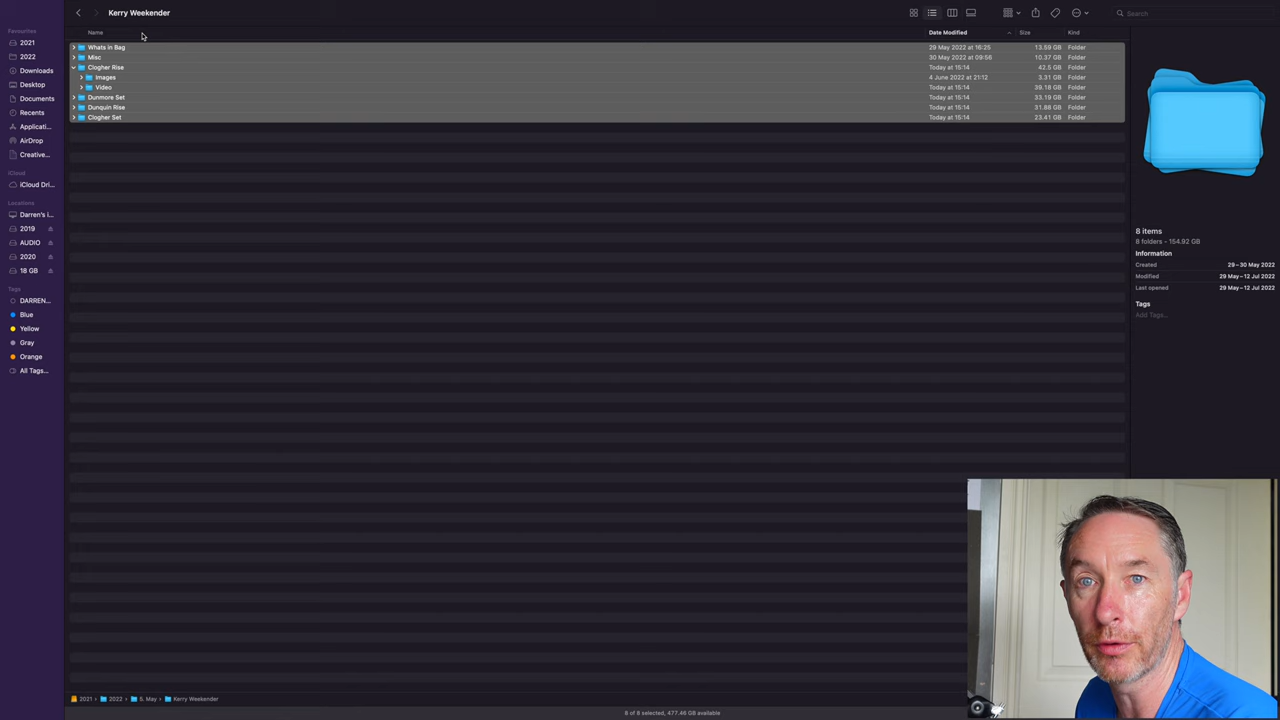 Kerry Weekender
Search
Favourites
2021
2022
Downloads
Desktop
Documents
Recents
Applicati...
AirDrop
Creative...
iCloud
iCloud Dri...
Locations
Darren's i...
2019
AUDIO
2020
18 GB
Tags
DARREN...
Blue
Yellow
Gray
Orange
All Tags...
Name Date Modified Size Kind
Whats in Bag 29 May 2022 at 16:25 13.59 GB Folder
Misc 30 May 2022 at 09:56 10.37 GB Folder
Clogher Rise Today at 15:14 42.5 GB Folder
Images 4 June 2022 at 21:12 3.31 GB Folder
Video Today at 15:14 39.18 GB Folder
Dunmore Set Today at 15:14 33.19 GB Folder
Dunquin Rise Today at 15:14 31.88 GB Folder
Clogher Set Today at 15:14 23.41 GB Folder
8 items
8 folders - 154.92 GB
Information
Created 29–30 May 2022
Modified 29 May–12 Jul 2022
Last opened 29 May–12 Jul 2022
Tags
Add Tags...
2021 › 2022 › 5. May › Kerry Weekender
8 of 8 selected, 477.46 GB available